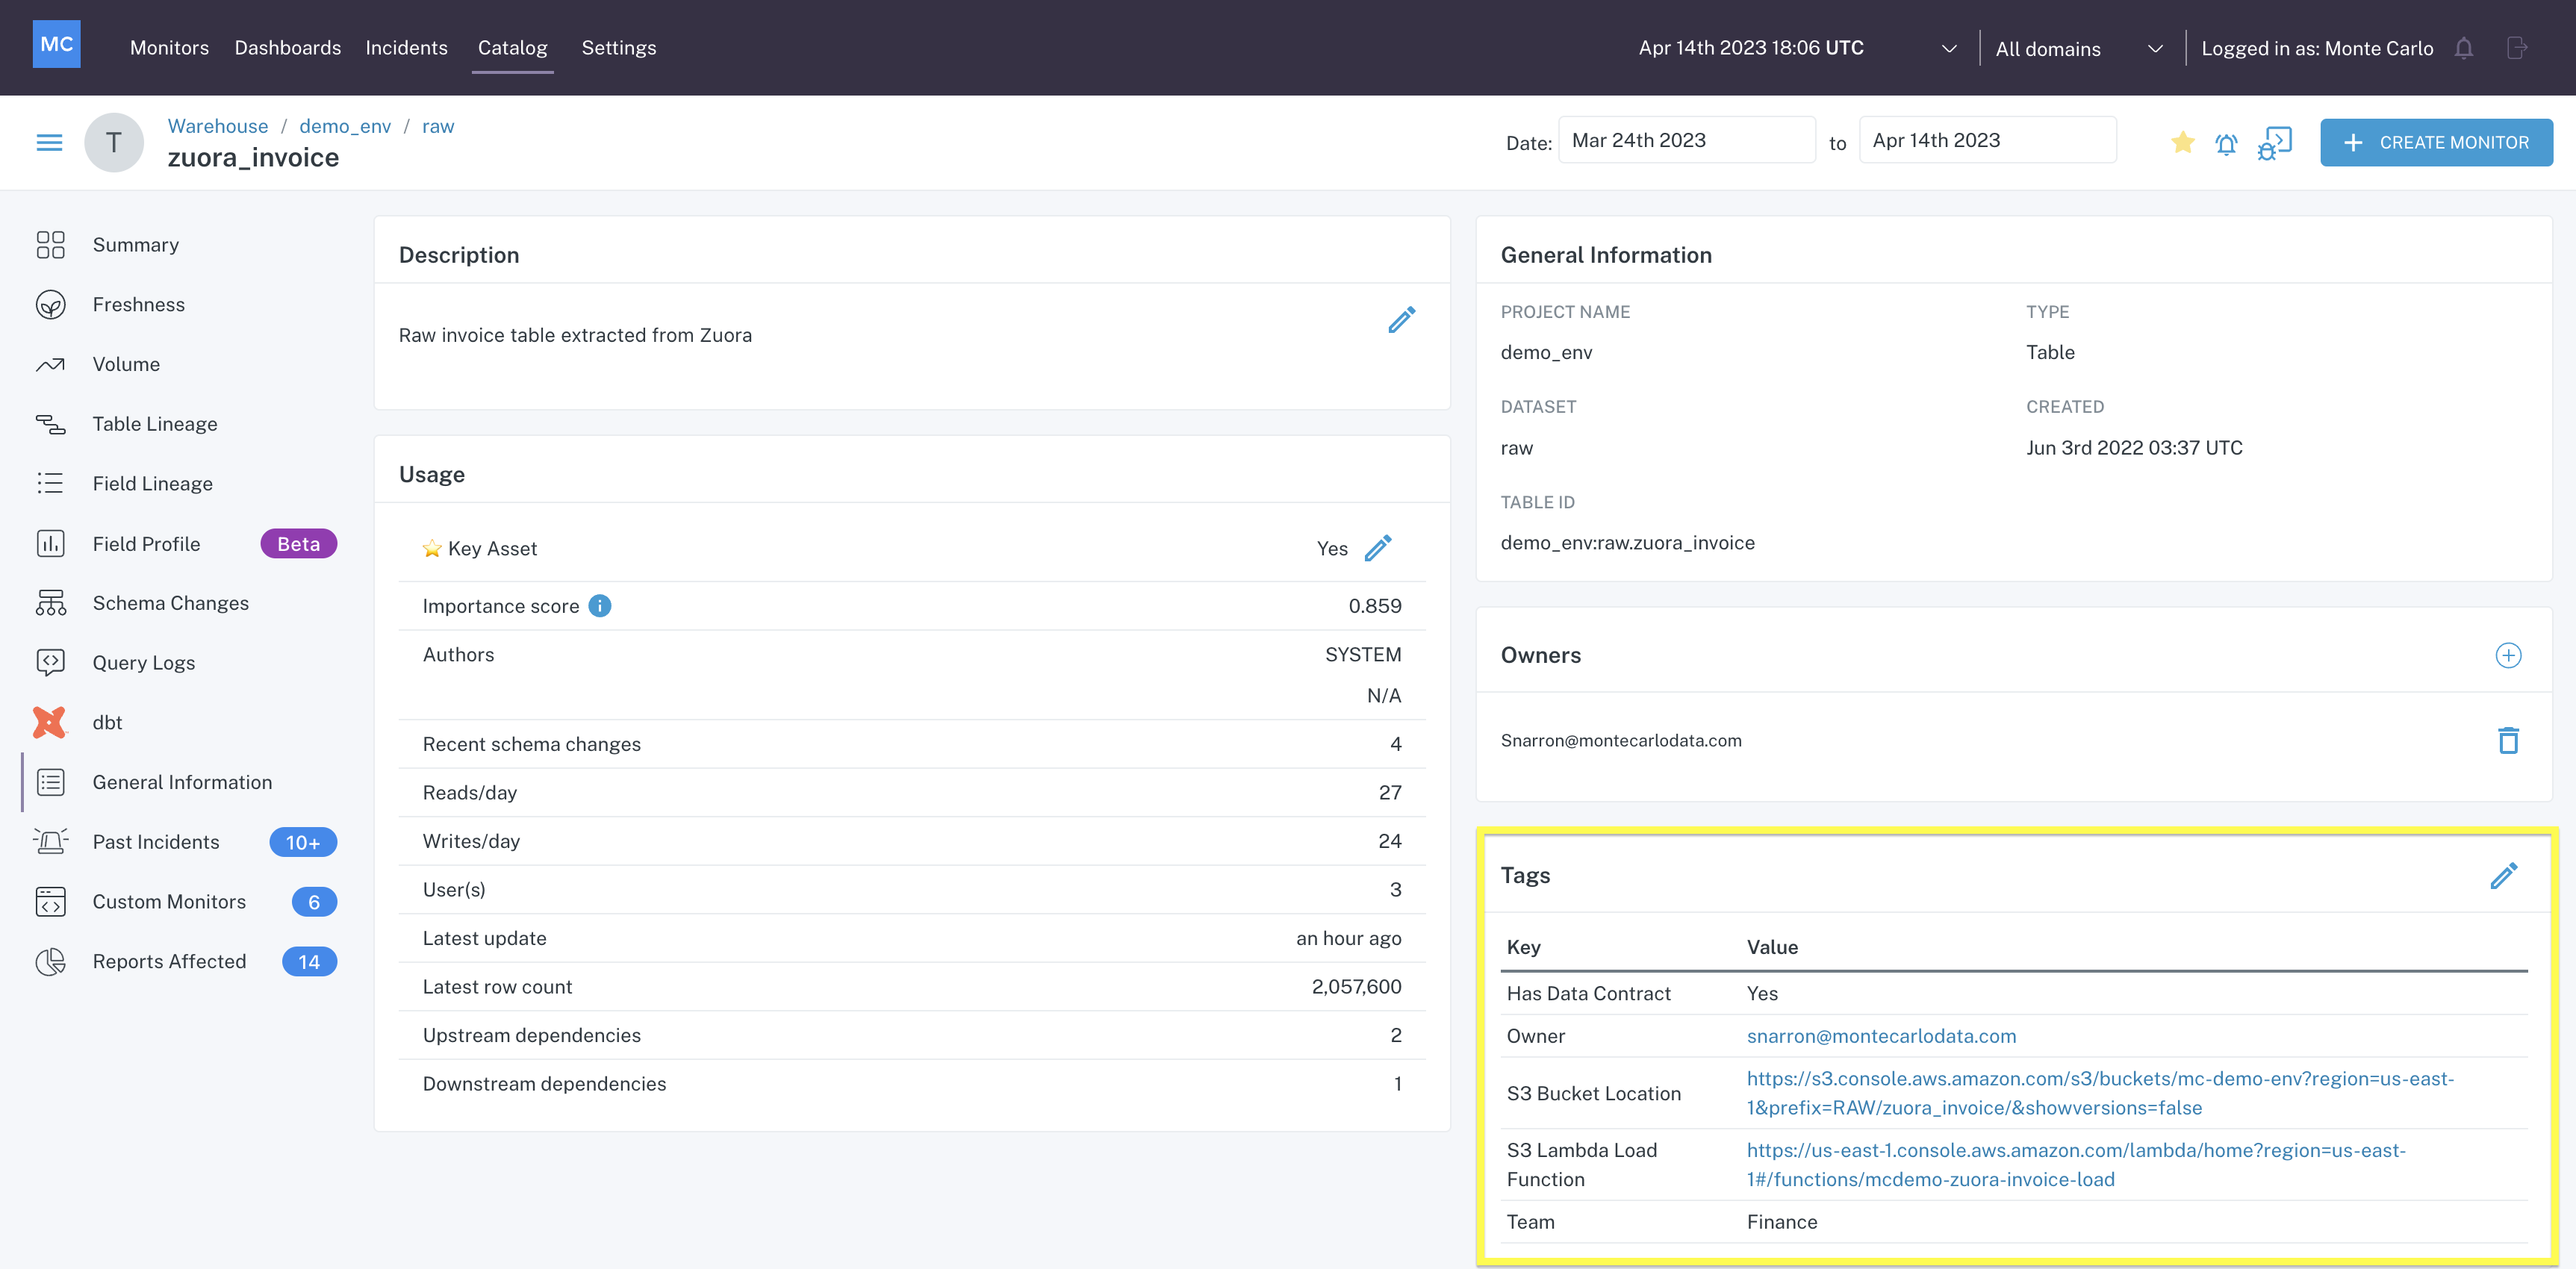 MC
Monitors Dashboards Incidents Catalog Settings
Apr 14th 2023 18:06 UTC All domains Logged in as: Monte Carlo
T
Warehouse / demo_env / raw
zuora_invoice
Date: Mar 24th 2023 to Apr 14th 2023
CREATE MONITOR
Summary
Freshness
Volume
Table Lineage
Field Lineage
Field Profile Beta
Schema Changes
Query Logs
dbt
General Information
Past Incidents 10+
Custom Monitors 6
Reports Affected 14
Description
Raw invoice table extracted from Zuora
Usage
Key Asset Yes
Importance score i 0.859
Authors SYSTEM
N/A
Recent schema changes 4
Reads/day 27
Writes/day 24
User(s) 3
Latest update an hour ago
Latest row count 2,057,600
Upstream dependencies 2
Downstream dependencies 1
General Information
PROJECT NAME TYPE
demo_env Table
DATASET CREATED
raw Jun 3rd 2022 03:37 UTC
TABLE ID
demo_env:raw.zuora_invoice
Owners
Snarron@montecarlodata.com
Tags
Key Value
Has Data Contract Yes
Owner snarron@montecarlodata.com
S3 Bucket Location https://s3.console.aws.amazon.com/s3/buckets/mc-demo-env?region=us-east-
1&prefix=RAW/zuora_invoice/&showversions=false
S3 Lambda Load https://us-east-1.console.aws.amazon.com/lambda/home?region=us-east-
Function 1#/functions/mcdemo-zuora-invoice-load
Team Finance